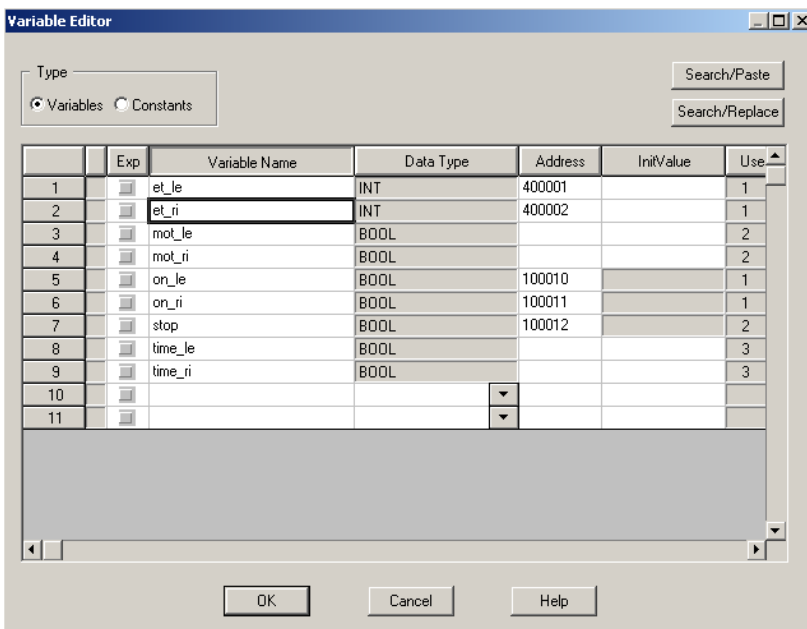 Variable Editor
Type
Variables Constants
Search/Paste
Search/Replace
Exp Variable Name Data Type Address InitValue Use
1 et_le INT 400001 1
2 et_ri INT 400002 1
3 mot_le BOOL 2
4 mot_ri BOOL 2
5 on_le BOOL 100010 1
6 on_ri BOOL 100011 1
7 stop BOOL 100012 2
8 time_le BOOL 3
9 time_ri BOOL 3
10
11
OK Cancel Help